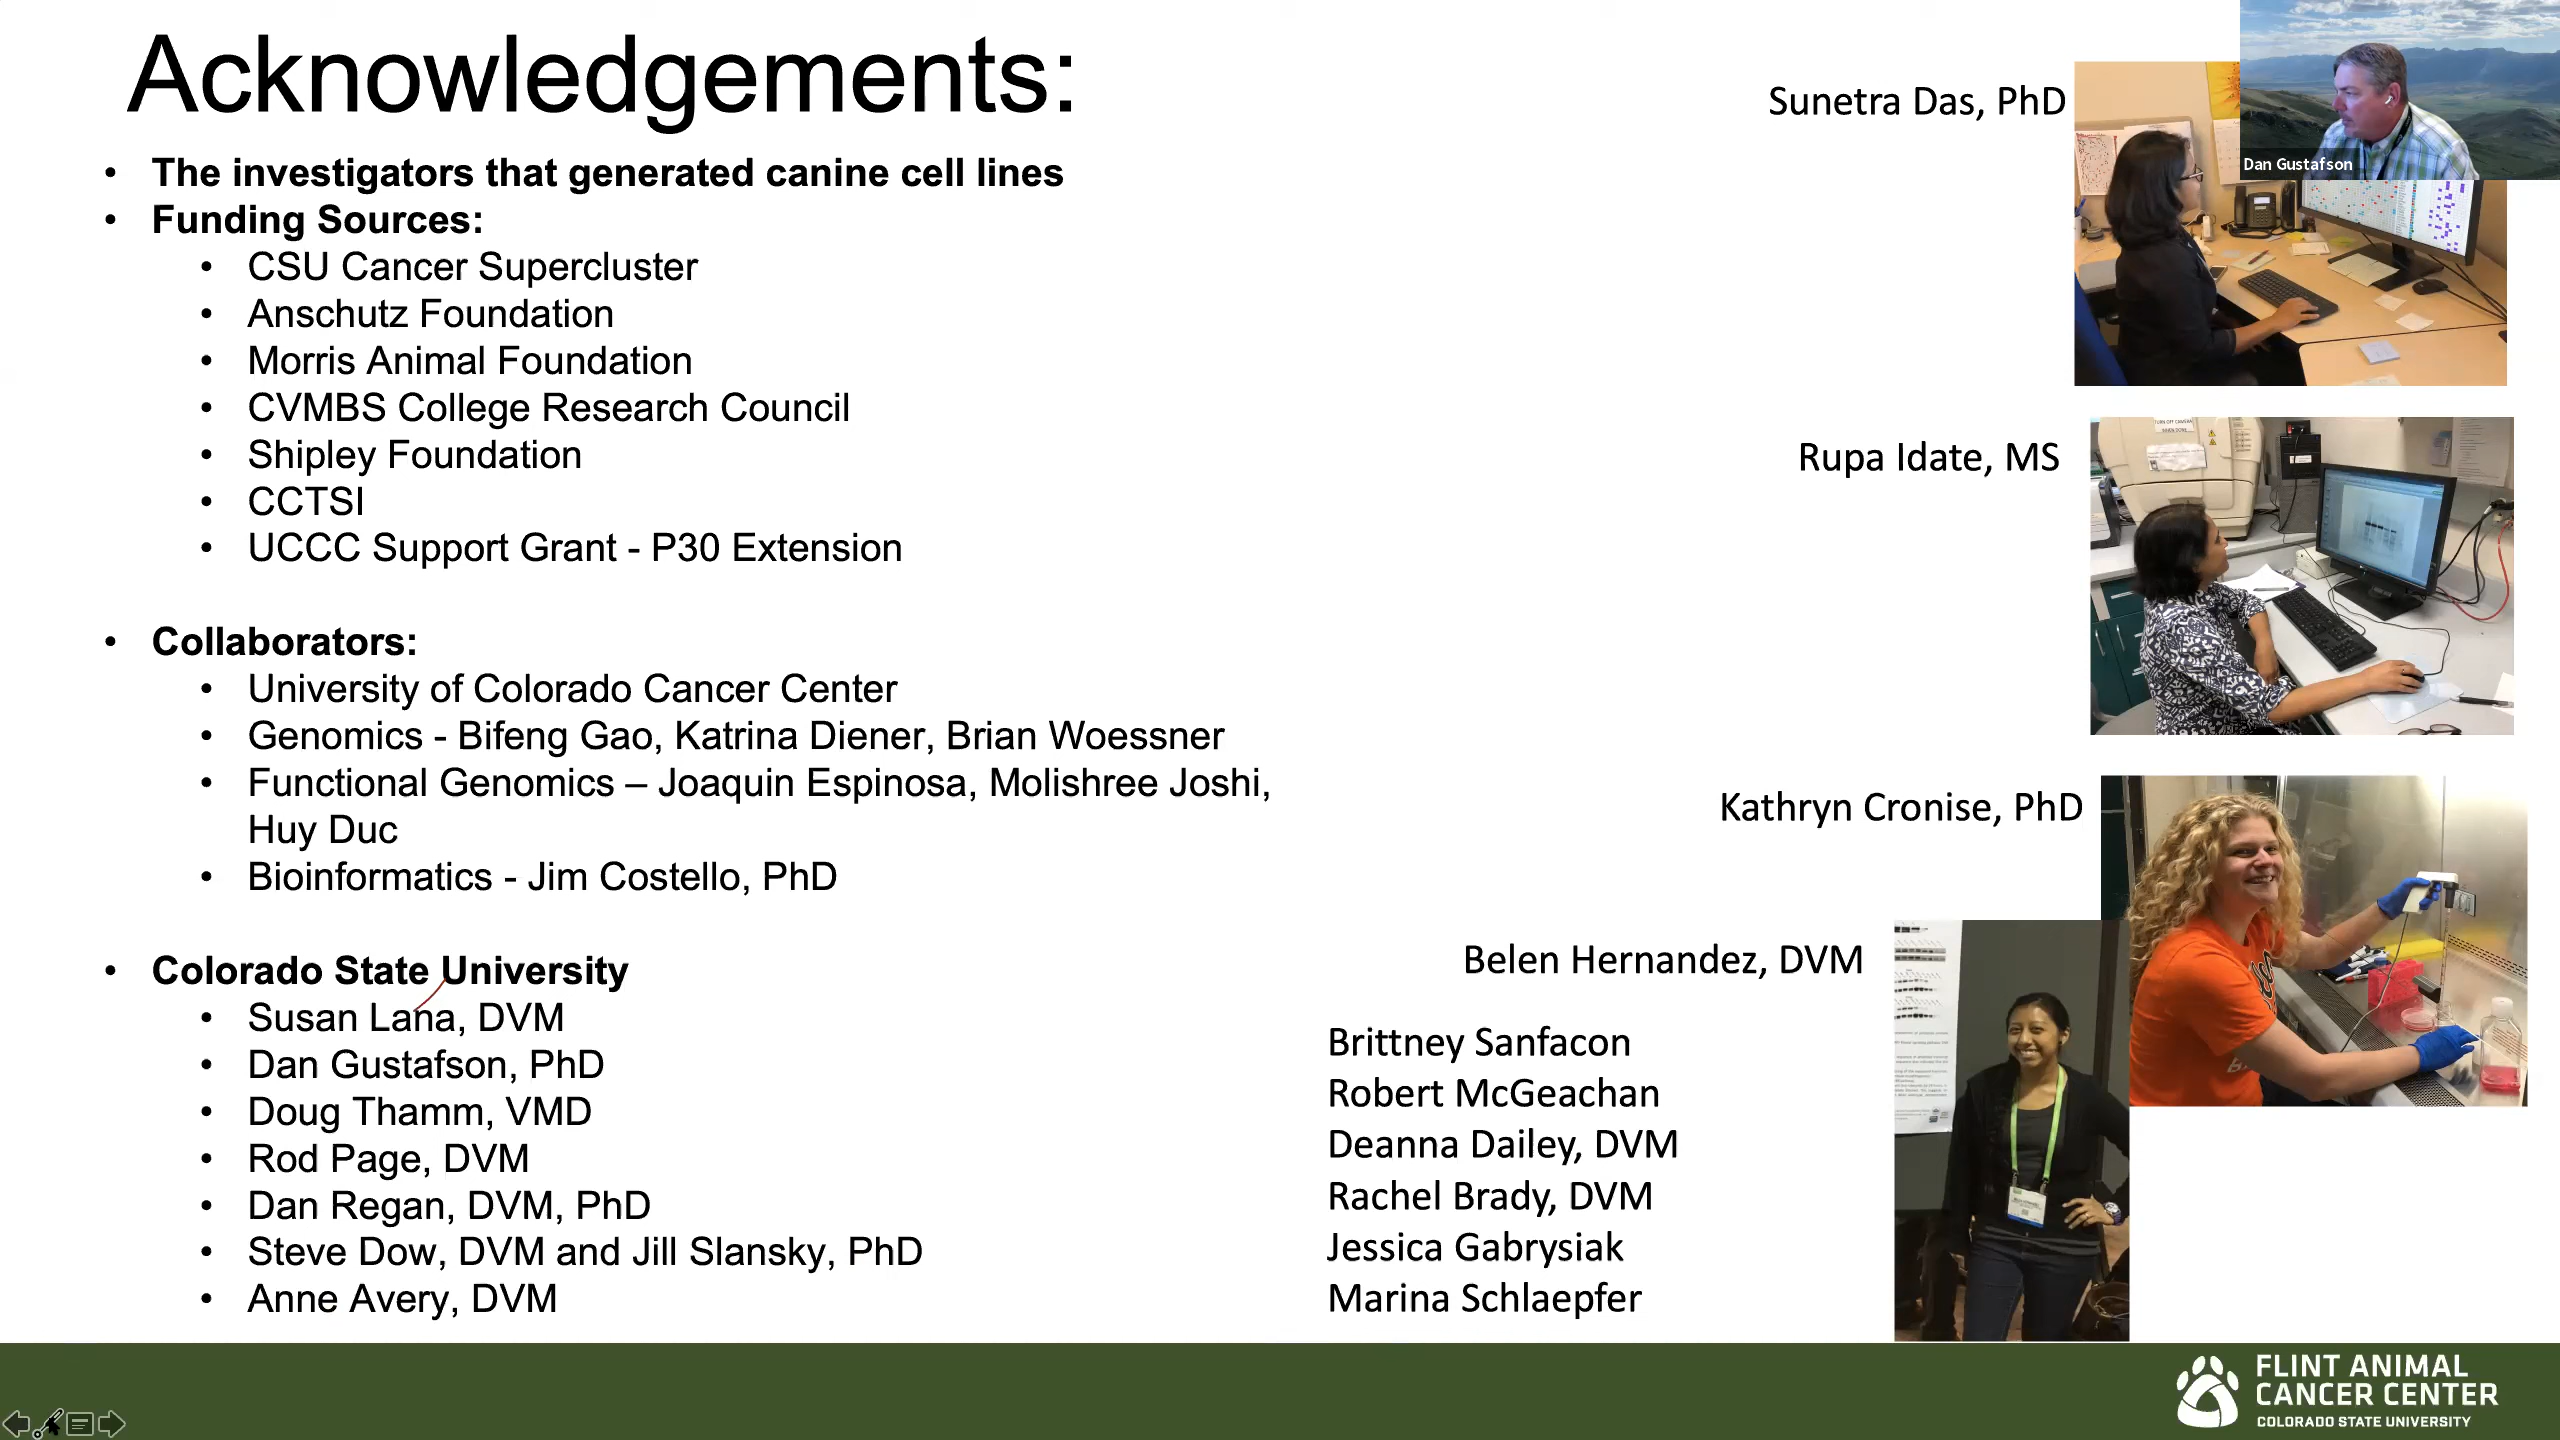 Acknowledgements:
• The investigators that generated canine cell lines
• Funding Sources:
• CSU Cancer Supercluster
• Anschutz Foundation
• Morris Animal Foundation
• CVMBS College Research Council
• Shipley Foundation
• CCTSI
• UCCC Support Grant - P30 Extension
• Collaborators:
• University of Colorado Cancer Center
• Genomics - Bifeng Gao, Katrina Diener, Brian Woessner
• Functional Genomics – Joaquin Espinosa, Molishree Joshi,
Huy Duc
• Bioinformatics - Jim Costello, PhD
• Colorado State University
• Susan Lana, DVM
• Dan Gustafson, PhD
• Doug Thamm, VMD
• Rod Page, DVM
• Dan Regan, DVM, PhD
• Steve Dow, DVM and Jill Slansky, PhD
• Anne Avery, DVM
Sunetra Das, PhD
Dan Gustafson
Rupa Idate, MS
TURN OFF CAMERA
WHEN DONE
Kathryn Cronise, PhD
Belen Hernandez, DVM
Brittney Sanfacon
Robert McGeachan
Deanna Dailey, DVM
Rachel Brady, DVM
Jessica Gabrysiak
Marina Schlaepfer
FLINT ANIMAL
CANCER CENTER
COLORADO STATE UNIVERSITY